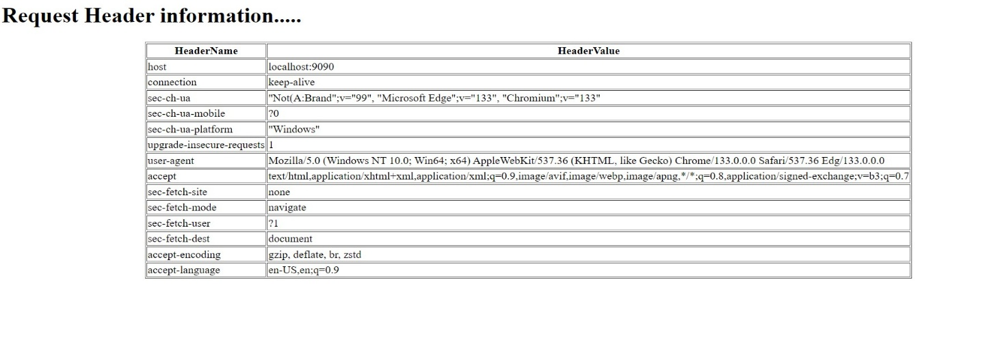 Request Header information.....
HeaderName HeaderValue
host localhost:9090
connection keep-alive
sec-ch-ua "Not(A:Brand";v="99", "Microsoft Edge";v="133", "Chromium";v="133"
sec-ch-ua-mobile ?0
sec-ch-ua-platform "Windows"
upgrade-insecure-requests 1
user-agent Mozilla/5.0 (Windows NT 10.0; Win64; x64) AppleWebKit/537.36 (KHTML, like Gecko) Chrome/133.0.0.0 Safari/537.36 Edg/133.0.0.0
accept text/html,application/xhtml+xml,application/xml;q=0.9,image/avif,image/webp,image/apng,*/*;q=0.8,application/signed-exchange;v=b3;q=0.7
sec-fetch-site none
sec-fetch-mode navigate
sec-fetch-user ?1
sec-fetch-dest document
accept-encoding gzip, deflate, br, zstd
accept-language en-US,en;q=0.9